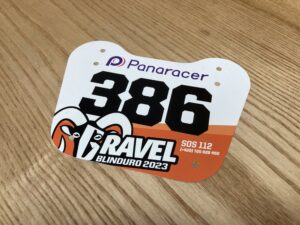 Panaracer
386
GRAVEL
BLINDURO 2023
SOS 112